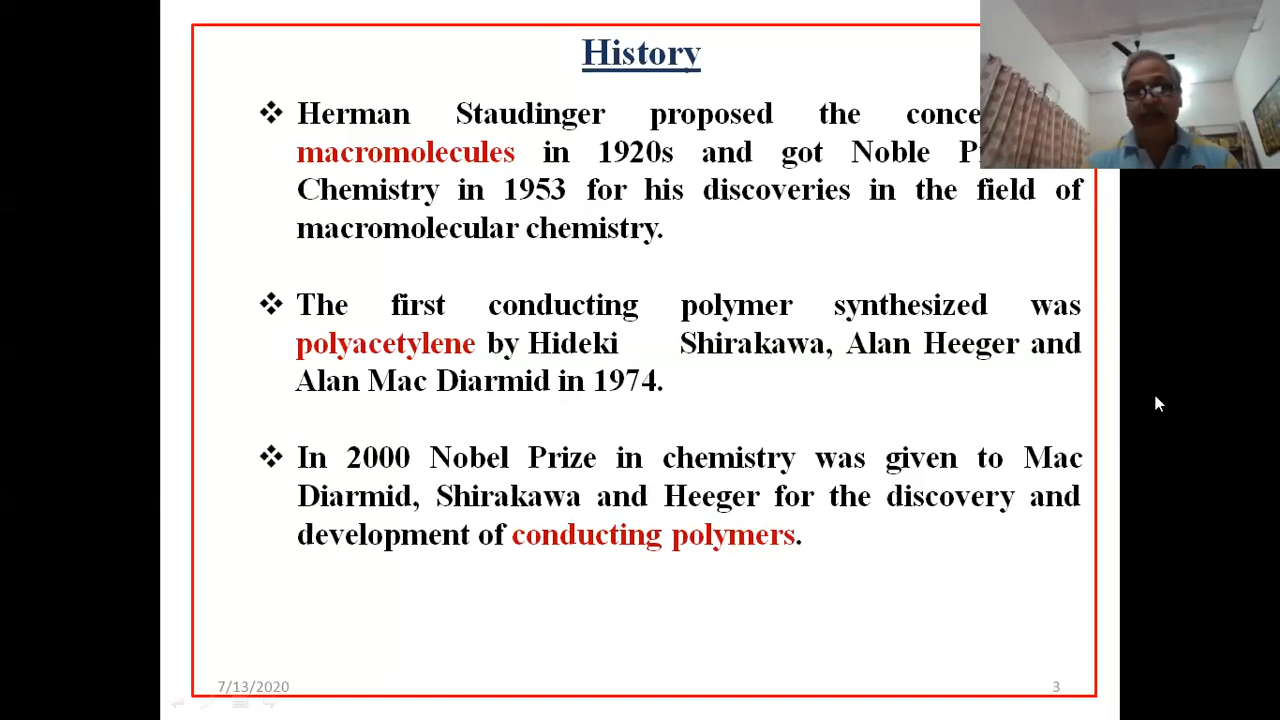 History
❖ Herman Staudinger proposed the
macromolecules in 1920s and got Noble
Chemistry in 1953 for his discoveries in the field of
macromolecular chemistry.
❖ The first conducting polymer synthesized was
polyacetylene by Hideki Shirakawa, Alan Heeger and
Alan Mac Diarmid in 1974.
❖ In 2000 Nobel Prize in chemistry was given to Mac
Diarmid, Shirakawa and Heeger for the discovery and
development of conducting polymers.
7/13/2020
3